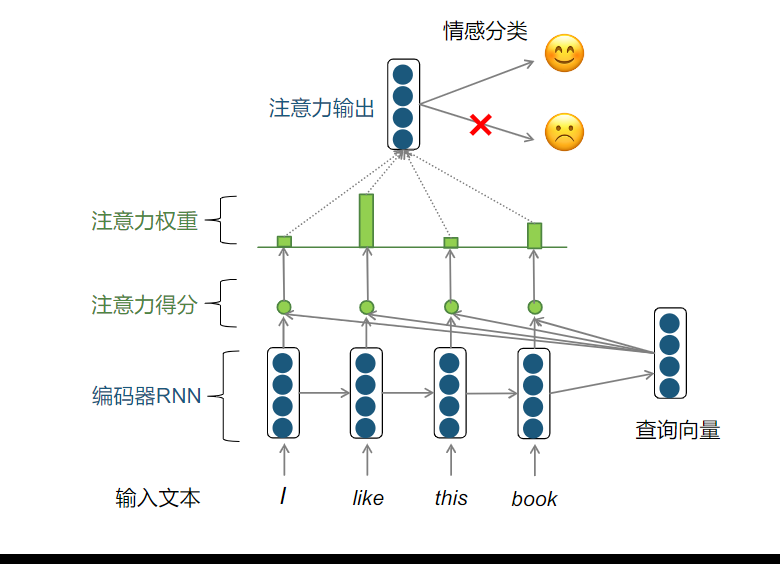 情感分类
注意力输出
注意力权重
注意力得分
编码器RNN
查询向量
输入文本 I like this book